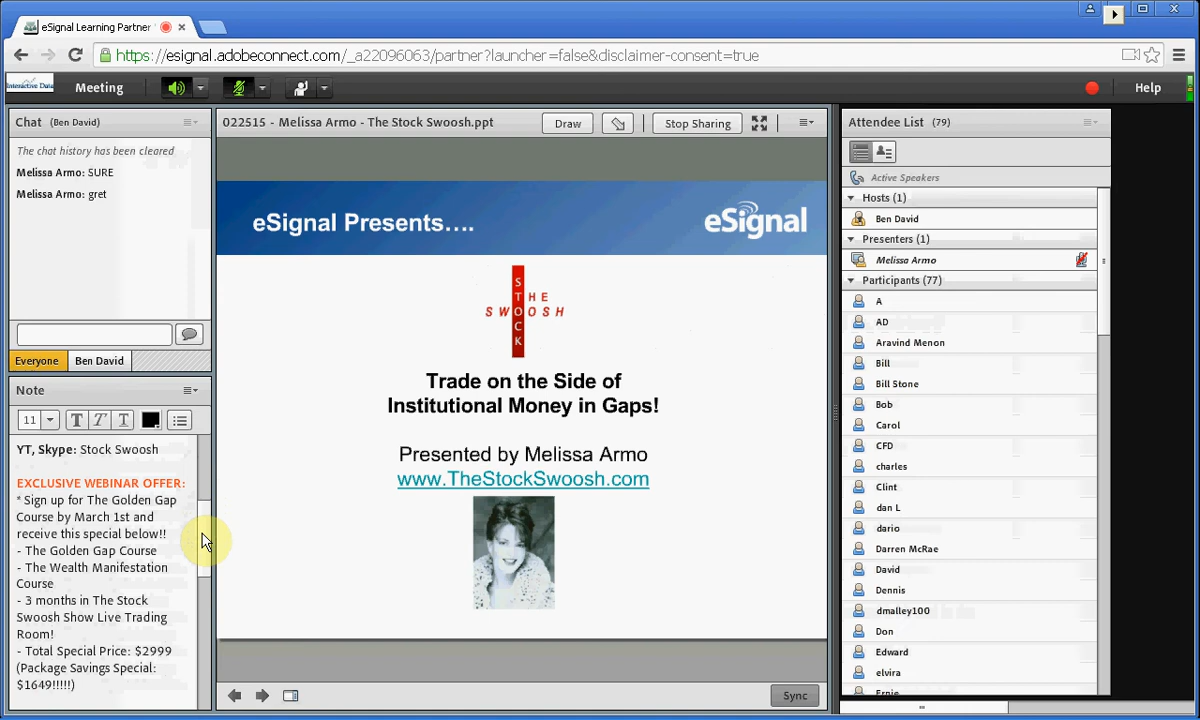 eSignal Learning Partner
https://esignal.adobeconnect.com/_a22096063/partner?launcher=false&disclaimer-consent=true
Interactive Data
Meeting
Help
Chat (Ben David)
The chat history has been cleared
Melissa Armo: SURE
Melissa Armo: gret
Everyone
Ben David
Note
11
T T T
YT, Skype: Stock Swoosh
EXCLUSIVE WEBINAR OFFER:
* Sign up for The Golden Gap
Course by March 1st and
receive this special below!!
- The Golden Gap Course
- The Wealth Manifestation
Course
- 3 months in The Stock
Swoosh Show Live Trading
Room!
- Total Special Price: $2999
(Package Savings Special:
$1649!!!!!)
022515 - Melissa Armo - The Stock Swoosh.ppt
Draw
Stop Sharing
eSignal Presents....
eSignal
THE
STOCK
SWOOSH
Trade on the Side of
Institutional Money in Gaps!
Presented by Melissa Armo
www.TheStockSwoosh.com
Sync
Attendee List (79)
Active Speakers
Hosts (1)
Ben David
Presenters (1)
Melissa Armo
Participants (77)
A
AD
Aravind Menon
Bill
Bill Stone
Bob
Carol
CFD
charles
Clint
dan L
dario
Darren McRae
David
Dennis
dmalley100
Don
Edward
elvira
Ernie